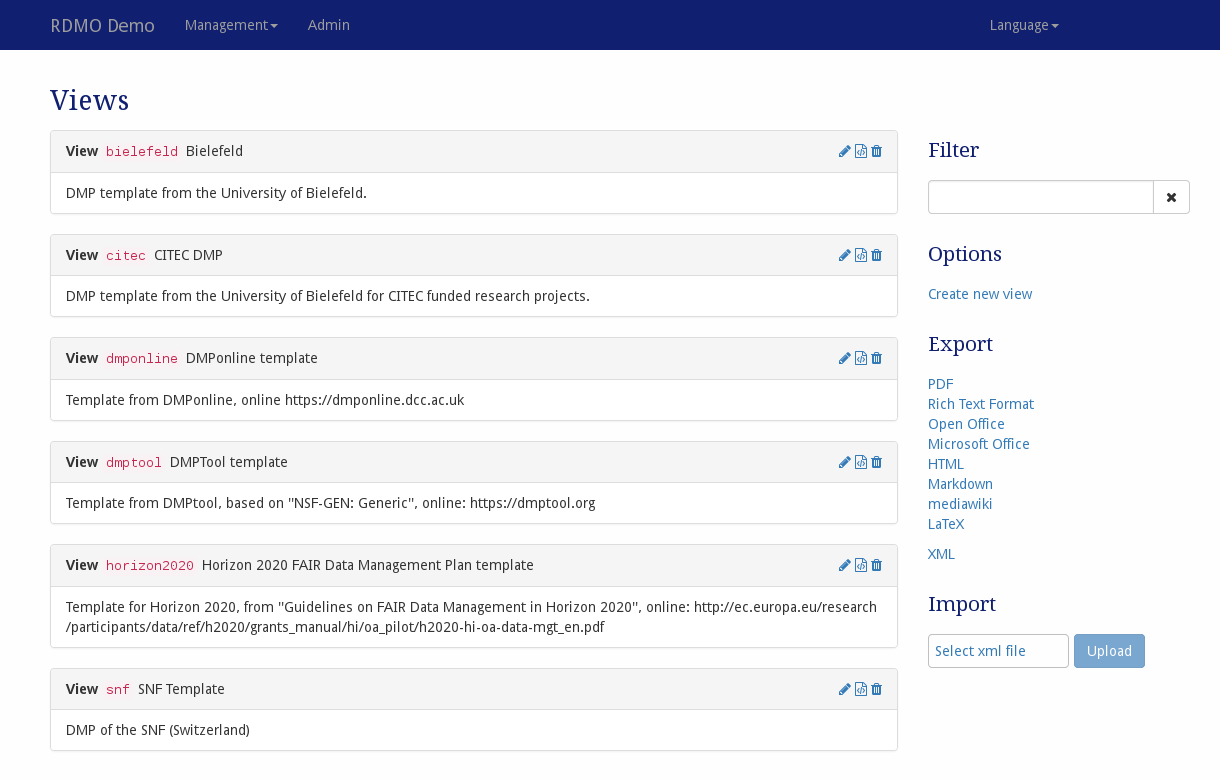 RDMO Demo Management Admin Language
Views
View bielefeld Bielefeld
DMP template from the University of Bielefeld.
View citec CITEC DMP
DMP template from the University of Bielefeld for CITEC funded research projects.
View dmponline DMPonline template
Template from DMPonline, online https://dmponline.dcc.ac.uk
View dmptool DMPTool template
Template from DMPtool, based on "NSF-GEN: Generic", online: https://dmptool.org
View horizon2020 Horizon 2020 FAIR Data Management Plan template
Template for Horizon 2020, from "Guidelines on FAIR Data Management in Horizon 2020", online: http://ec.europa.eu/research
/participants/data/ref/h2020/grants_manual/hi/oa_pilot/h2020-hi-oa-data-mgt_en.pdf
View snf SNF Template
DMP of the SNF (Switzerland)
Filter
Options
Create new view
Export
PDF
Rich Text Format
Open Office
Microsoft Office
HTML
Markdown
mediawiki
LaTeX
XML
Import
Select xml file Upload